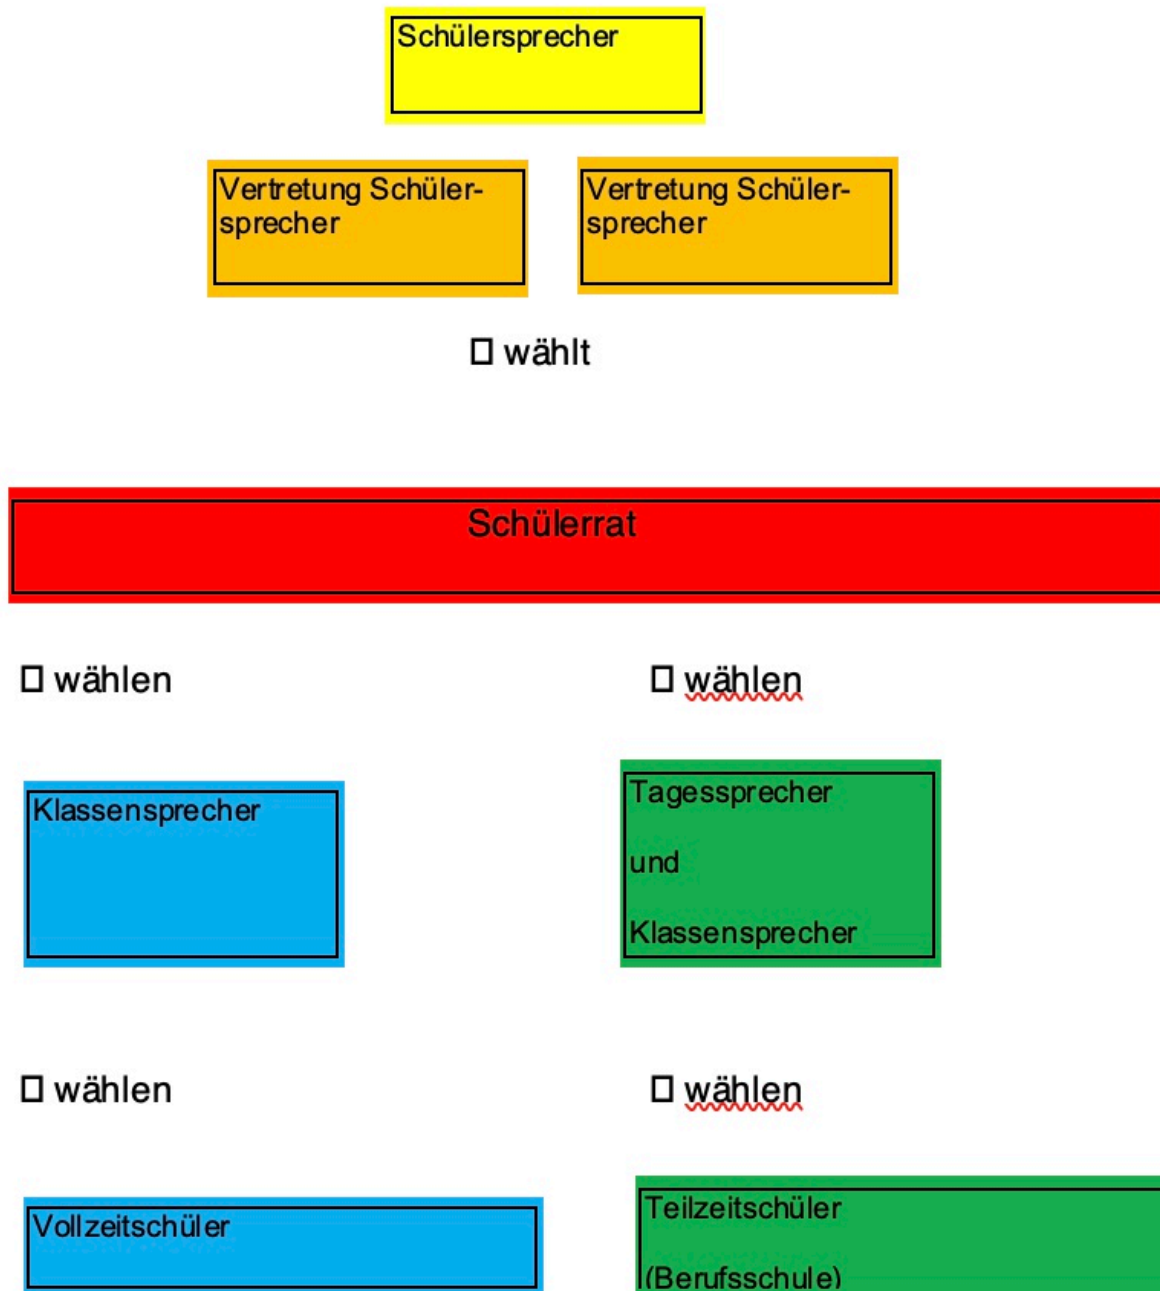 Schülersprecher
Vertretung Schüler-
sprecher
Vertretung Schüler-
sprecher
□ wählt
Schülerrat
□ wählen
□ wählen
Klassensprecher
Tagessprecher
und
Klassensprecher
□ wählen
□ wählen
Vollzeitschüler
Teilzeitschüler
(Berufsschule)